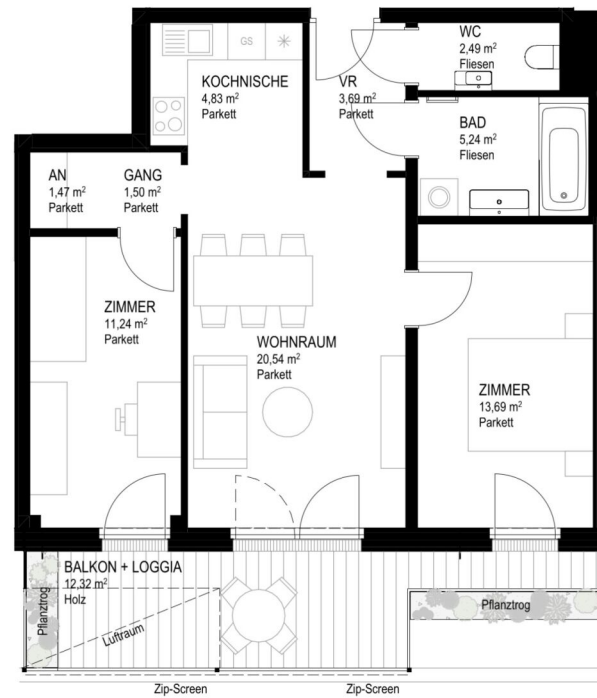 WC
2,49 m²
Fliesen
GS
KOCHNISCHE
4,83 m²
Parkett
VR
3,69 m²
Parkett
BAD
5,24 m²
Fliesen
AN
1,47 m²
Parkett
GANG
1,50 m²
Parkett
ZIMMER
11,24 m²
Parkett
WOHNRAUM
20,54 m²
Parkett
ZIMMER
13,69 m²
Parkett
BALKON + LOGGIA
12,32 m²
Holz
Pflanztrog
Luftraum
Pflanztrog
Zip-Screen
Zip-Screen